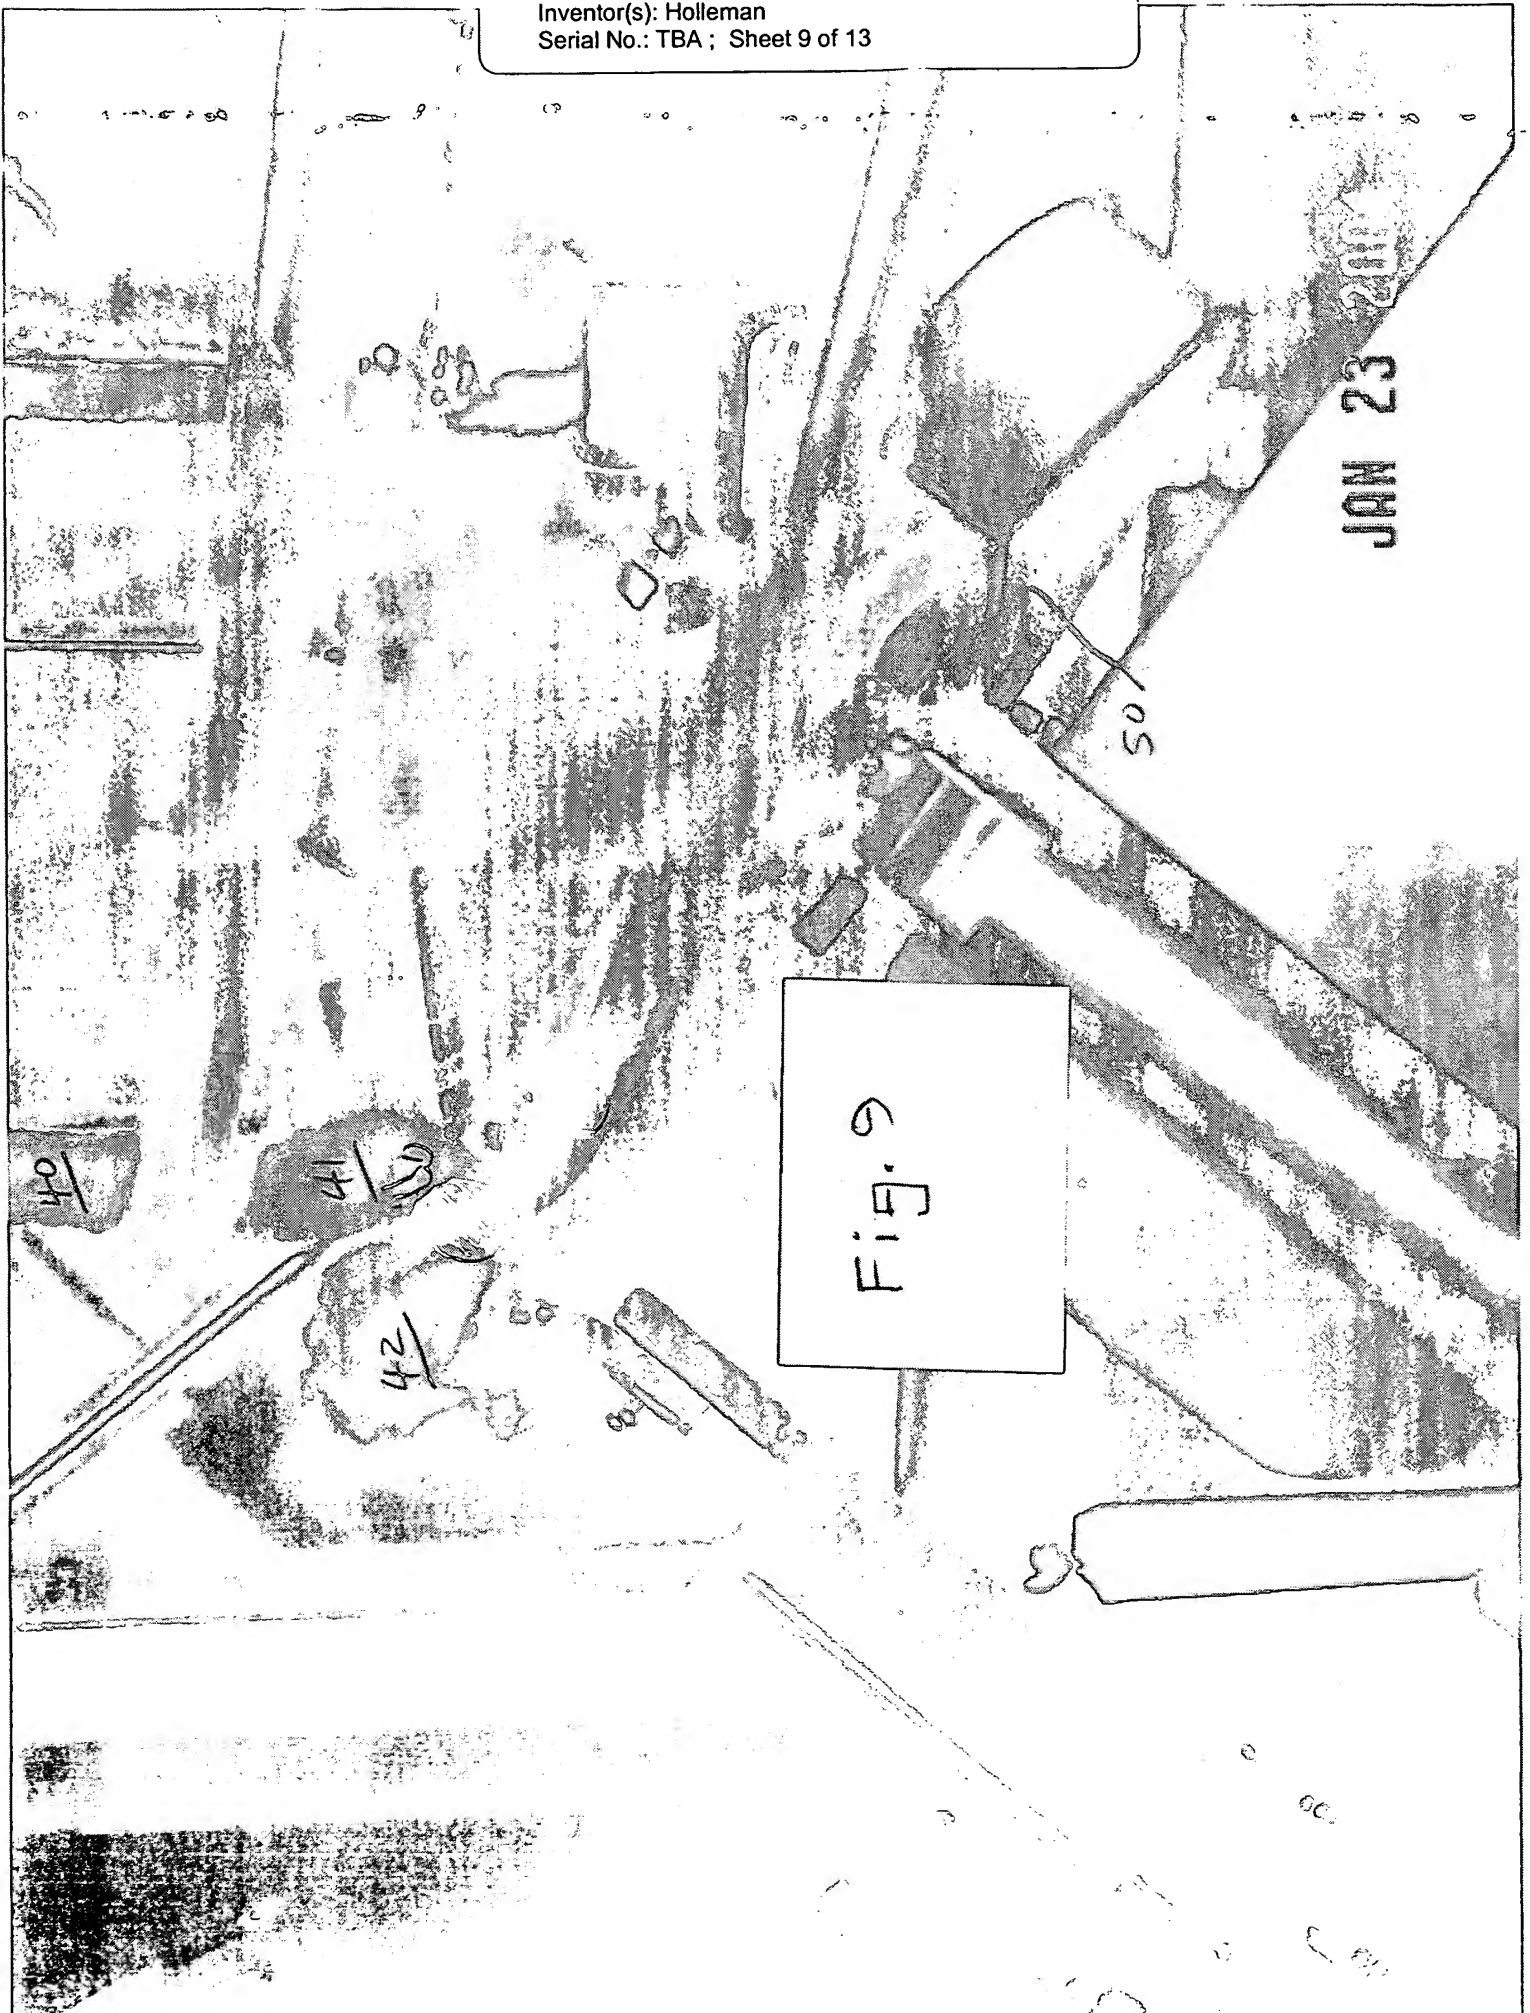 Inventor(s): Holleman
Serial No.: TBA ; Sheet 9 of 13
JAN 23
50
40
41
42
Fig. 9